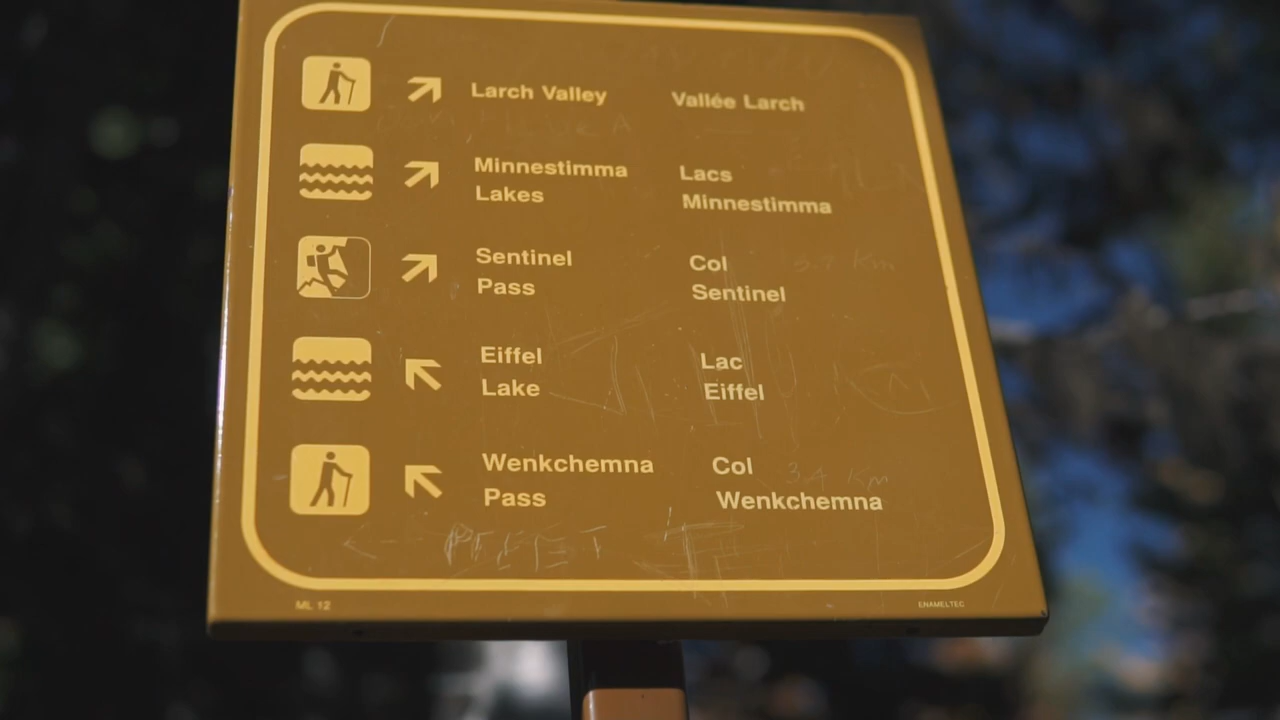 Larch Valley
Vallée Larch
Minnestimma
Lakes
Lacs
Minnestimma
Sentinel
Pass
Col
Sentinel
Eiffel
Lake
Lac
Eiffel
Wenkchemna
Pass
Col
Wenkchemna
3.4 Km
ML 12
ENAMELTEC